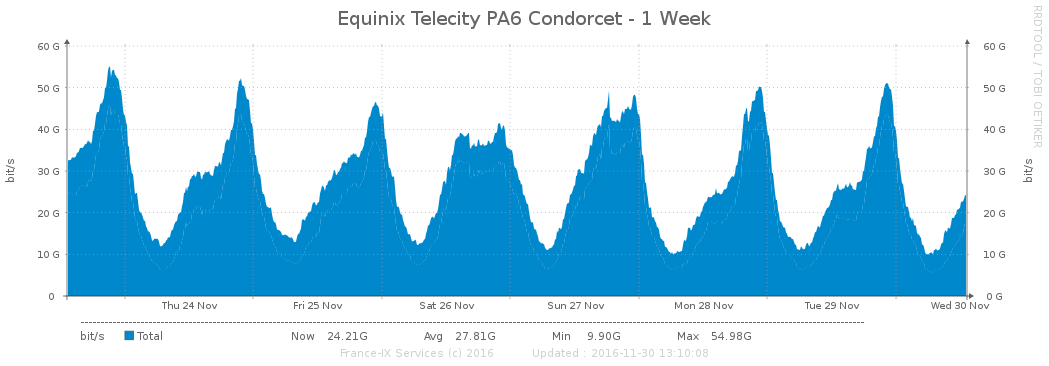 Equinix Telecity PA6 Condorcet - 1 Week
RRDTOOL / TOBI OETIKER
bit/s
60 G
50 G
40 G
30 G
20 G
10 G
0
60 G
50 G
40 G
30 G
20 G
10 G
0 G
bit/s
Thu 24 Nov Fri 25 Nov Sat 26 Nov Sun 27 Nov Mon 28 Nov Tue 29 Nov Wed 30 Nov
bit/s Total Now 24.21G Avg 27.81G Min 9.90G Max 54.98G
France-IX Services (c) 2016 Updated : 2016-11-30 13:10:08